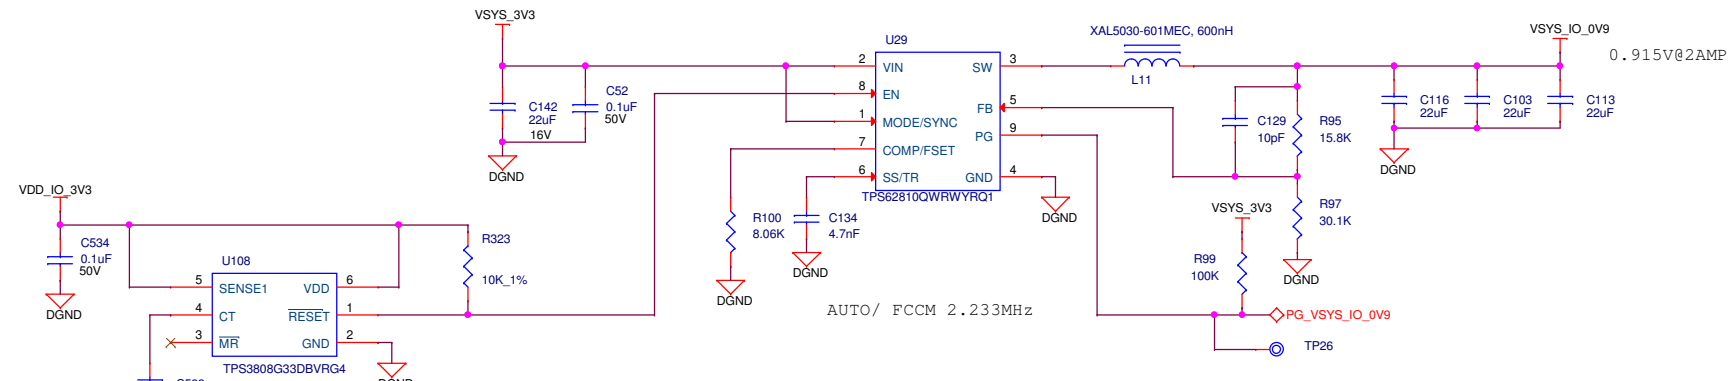 VSYS_3V3
VSYS_IO_0V9
0.915V@2AMP
XAL5030-601MEC, 600nH
L11
U29
2
VIN
SW
3
8
EN
FB
5
1
MODE/SYNC
PG
9
7
COMP/FSET
6
SS/TR
GND
4
TPS62810QWRWYRQ1
C142
22uF
16V
C52
0.1uF
50V
DGND
C129
10pF
R95
15.8K
C116
22uF
C103
22uF
C113
22uF
DGND
R97
30.1K
DGND
DGND
VSYS_3V3
R99
100K
PG_VSYS_IO_0V9
TP26
R100
8.06K
DGND
C134
4.7nF
DGND
AUTO/ FCCM 2.233MHz
VDD_IO_3V3
C534
0.1uF
50V
DGND
R323
10K_1%
U108
5
SENSE1
VDD
6
4
CT
RESET
1
3
MR
GND
2
TPS3808G33DBVRG4